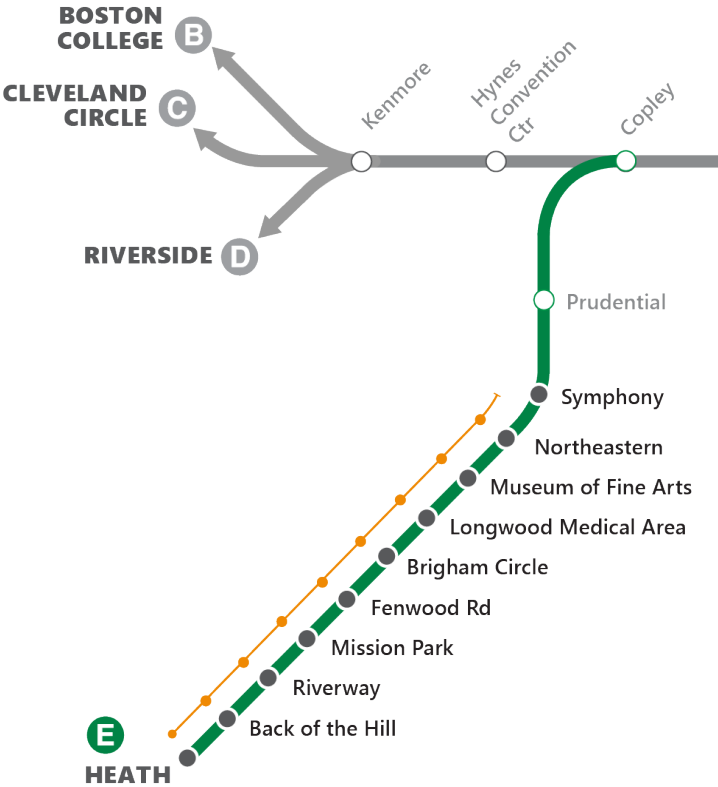 BOSTON
COLLEGE
B
CLEVELAND
CIRCLE
C
RIVERSIDE
D
Kenmore
Hynes
Convention
Ctr
Copley
Prudential
Symphony
Northeastern
Museum of Fine Arts
Longwood Medical Area
Brigham Circle
Fenwood Rd
Mission Park
Riverway
Back of the Hill
E
HEATH